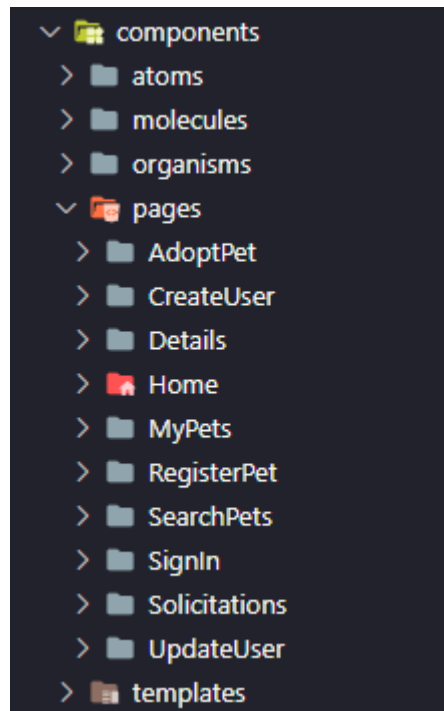 components
atoms
molecules
organisms
pages
AdoptPet
CreateUser
Details
Home
MyPets
RegisterPet
SearchPets
SignIn
Solicitations
UpdateUser
templates